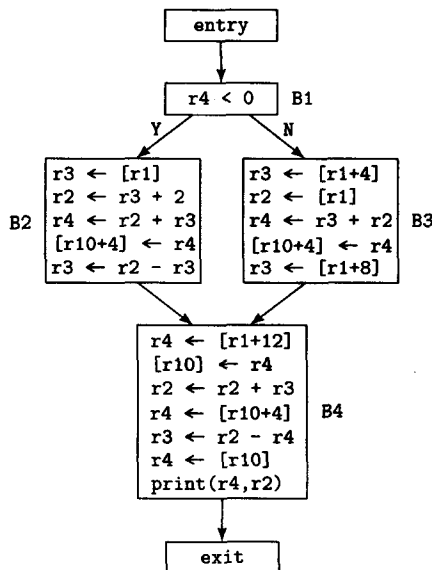 entry
r4 < 0 B1
Y N
r3 ← [r1]
r2 ← r3 + 2
r4 ← r2 + r3
[r10+4] ← r4
r3 ← r2 - r3
B2
r3 ← [r1+4]
r2 ← [r1]
r4 ← r3 + r2
[r10+4] ← r4
r3 ← [r1+8]
B3
r4 ← [r1+12]
[r10] ← r4
r2 ← r2 + r3
r4 ← [r10+4]
r3 ← r2 - r4
r4 ← [r10]
print(r4,r2)
B4
exit